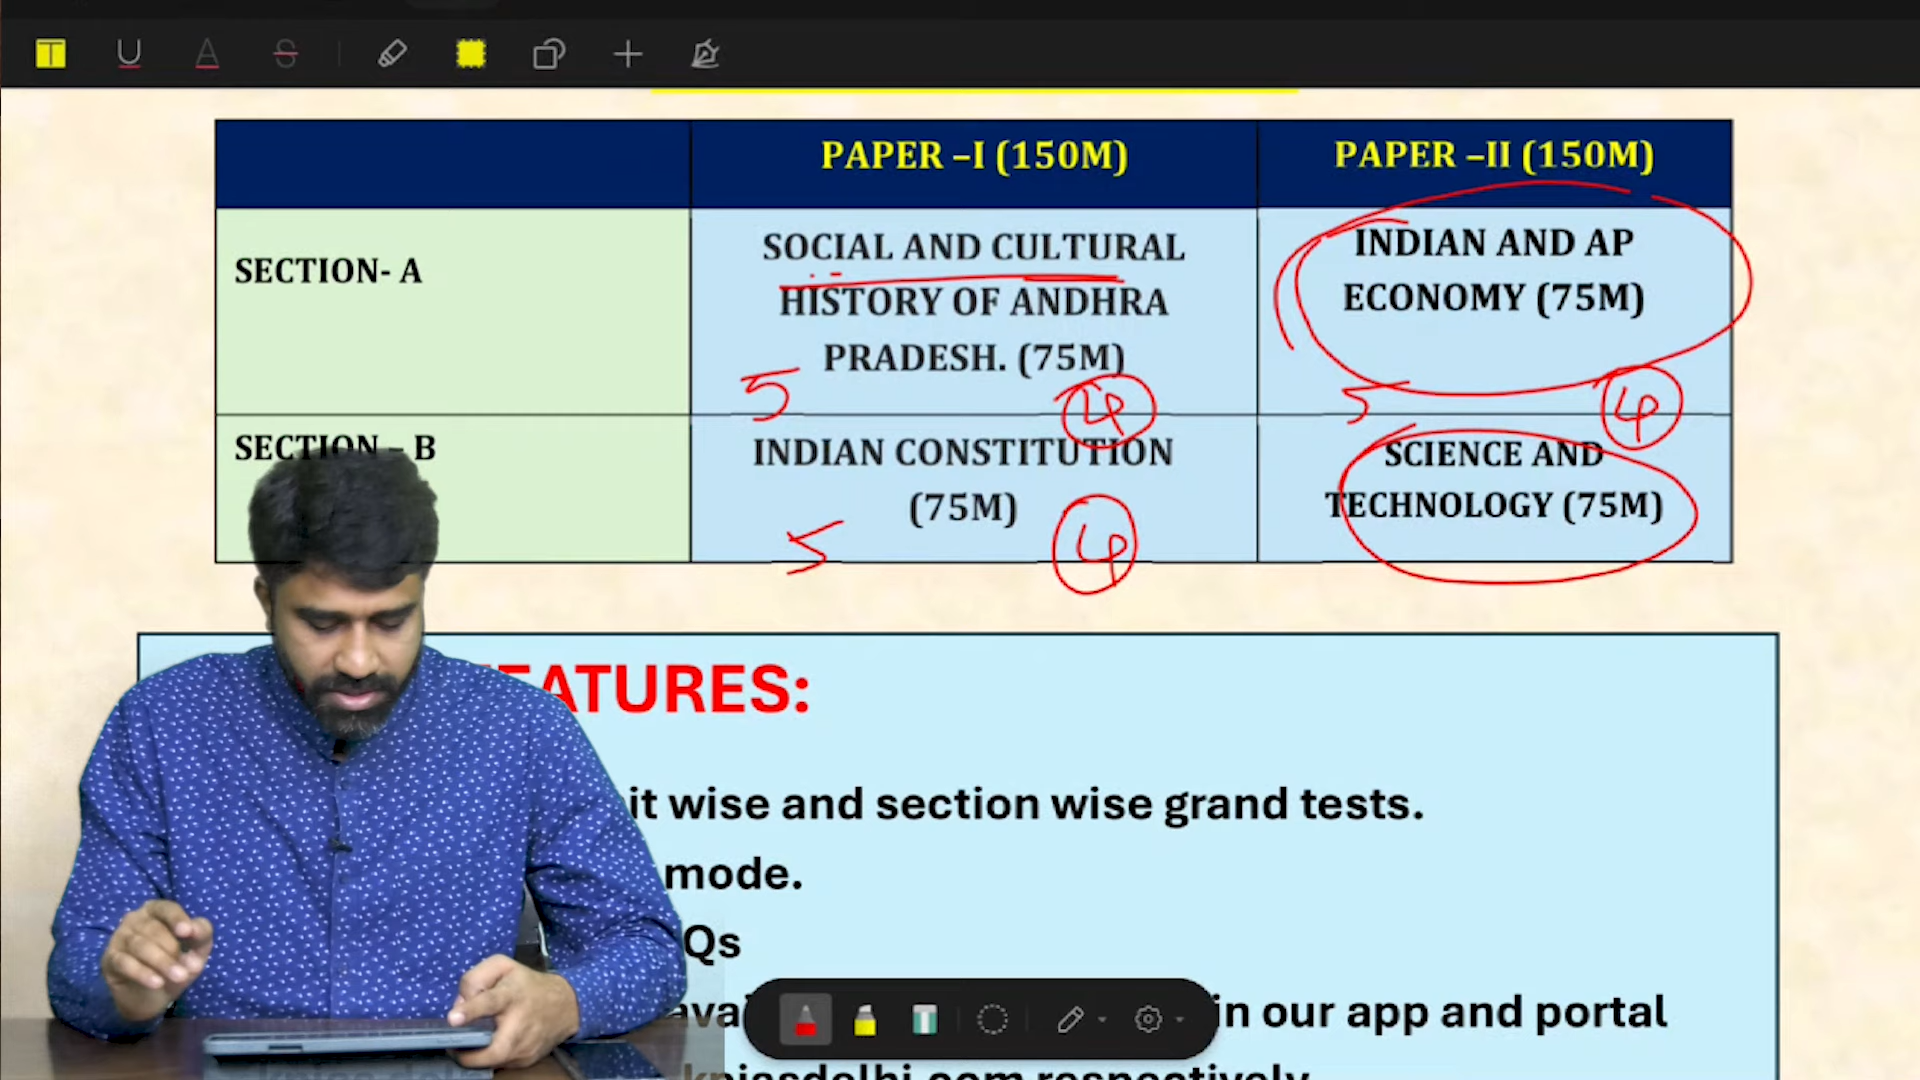 PAPER –I (150M)
PAPER –II (150M)
SECTION- A
SOCIAL AND CULTURAL
HISTORY OF ANDHRA
PRADESH. (75M)
INDIAN AND AP
ECONOMY (75M)
5
4
5
4
SECTION – B
INDIAN CONSTITUTION
(75M)
SCIENCE AND
TECHNOLOGY (75M)
5
4
ATURES:
it wise and section wise grand tests.
mode.
Qs
in our app and portal
respectively